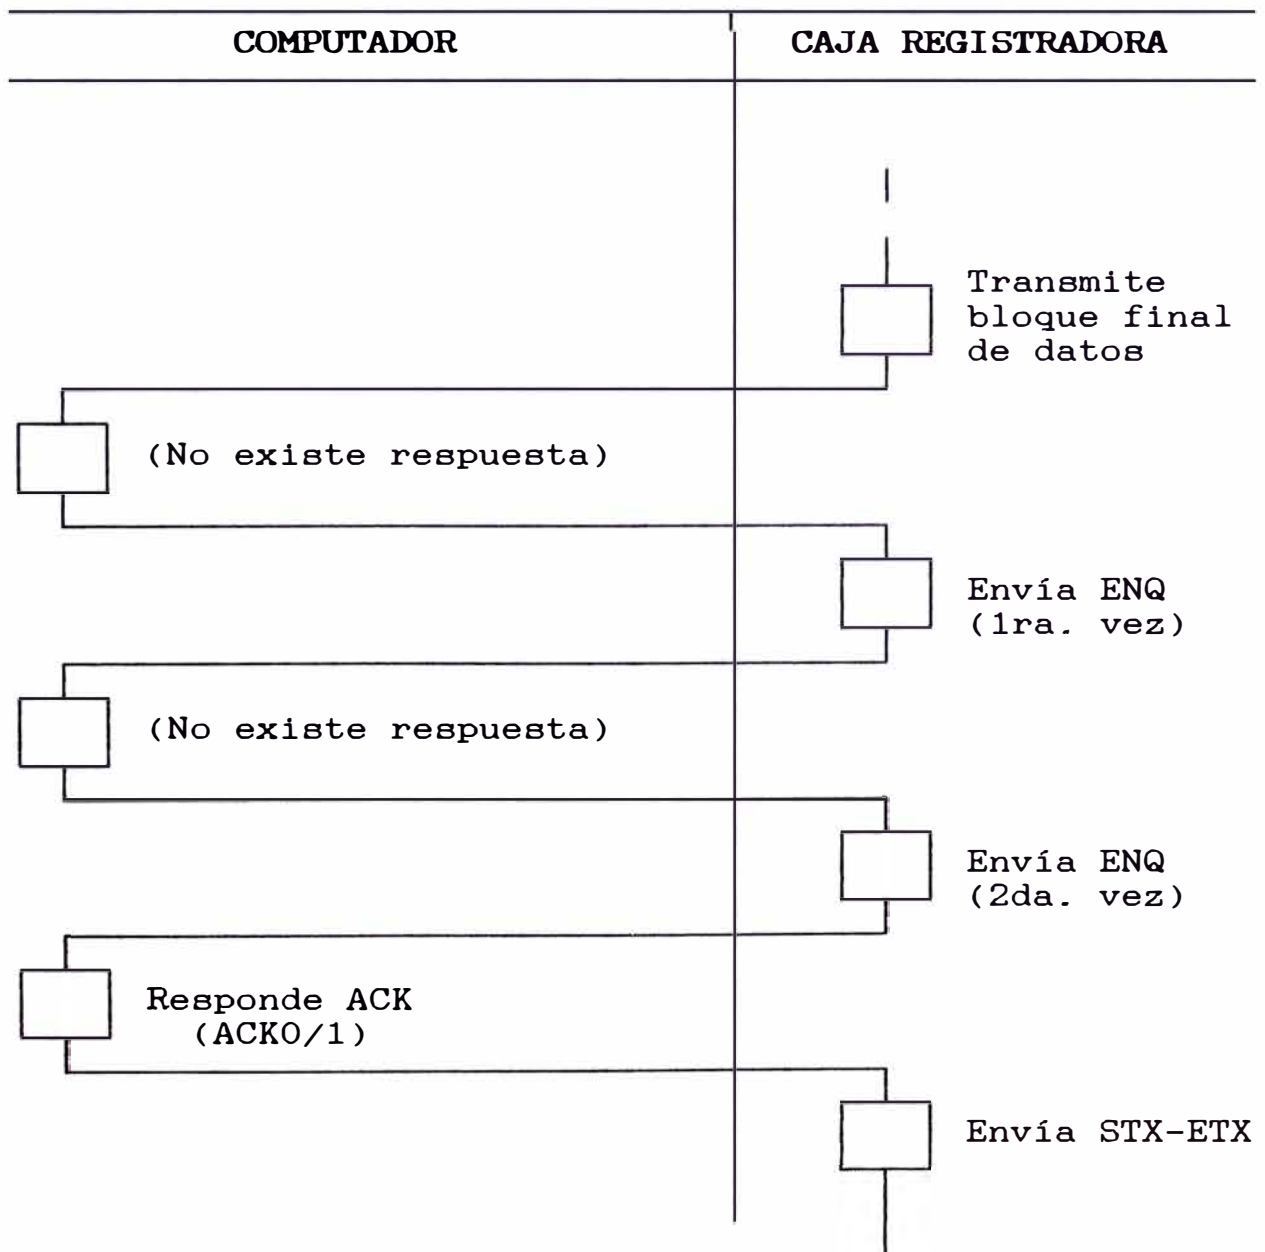 COMPUTADOR
CAJA REGISTRADORA
Transmite
bloque final
de datos
(No existe respuesta)
Envía ENQ
(1ra. vez)
(No existe respuesta)
Envía ENQ
(2da. vez)
Responde ACK
(ACK0/1)
Envía STX-ETX